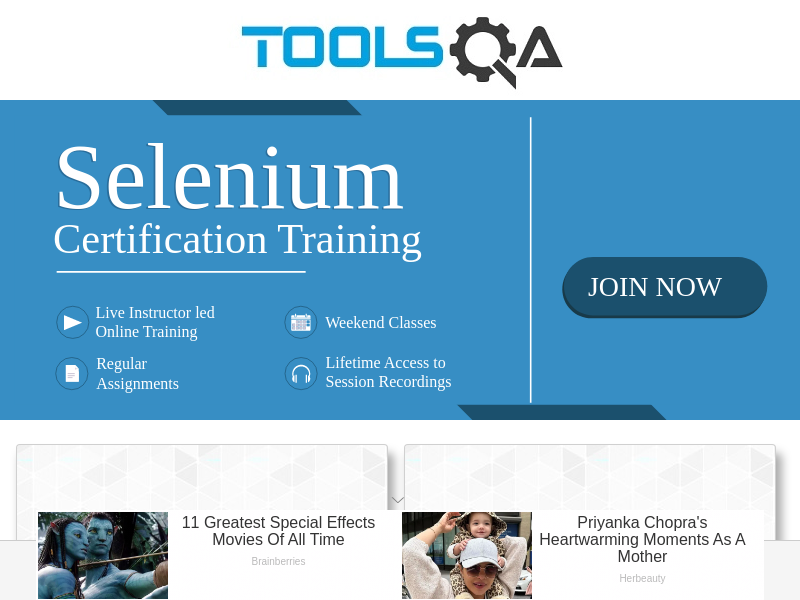 TOOLSQA
Selenium
Certification Training
JOIN NOW
Live Instructor led
Online Training
Weekend Classes
Regular
Assignments
Lifetime Access to
Session Recordings
11 Greatest Special Effects
Movies Of All Time
Brainberries
Priyanka Chopra's
Heartwarming Moments As A
Mother
Herbeauty